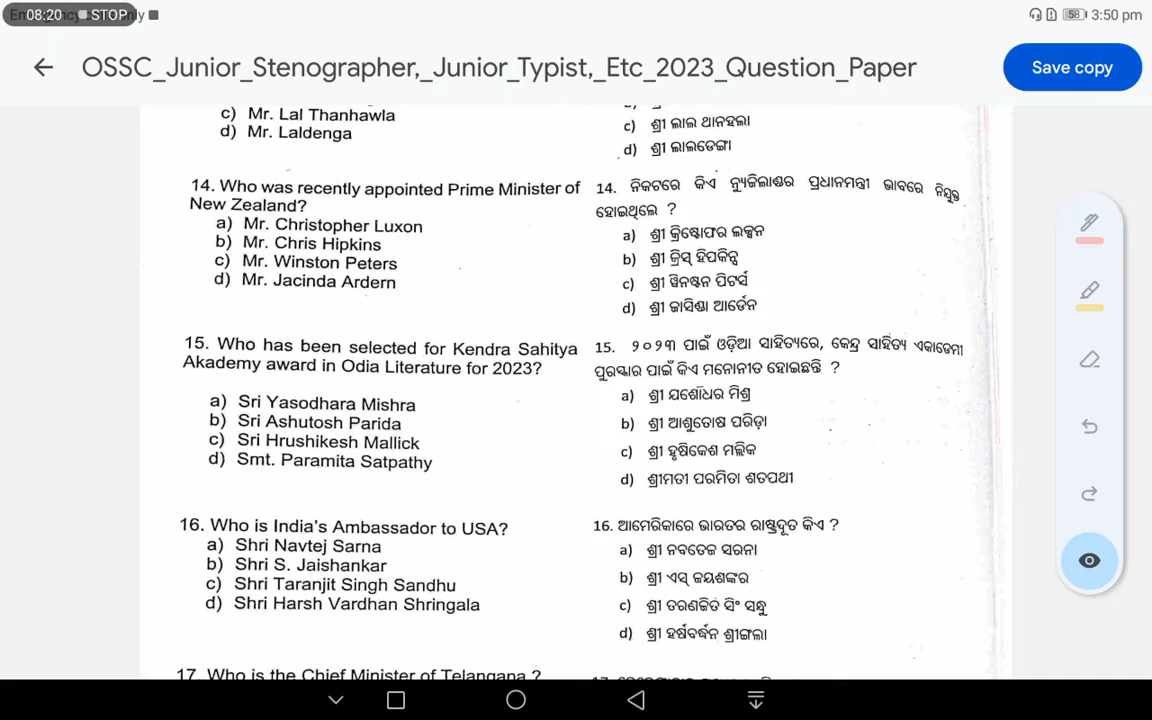 08:20 STOP
58 3:50 pm
OSSC_Junior_Stenographer,_Junior_Typist,_Etc_2023_Question_Paper
Save copy
c) Mr. Lal Thanhawla
d) Mr. Laldenga
14. Who was recently appointed Prime Minister of
New Zealand?
a) Mr. Christopher Luxon
b) Mr. Chris Hipkins
c) Mr. Winston Peters
d) Mr. Jacinda Ardern
15. Who has been selected for Kendra Sahitya
Akademy award in Odia Literature for 2023?
a) Sri Yasodhara Mishra
b) Sri Ashutosh Parida
c) Sri Hrushikesh Mallick
d) Smt. Paramita Satpathy
16. Who is India's Ambassador to USA?
a) Shri Navtej Sarna
b) Shri S. Jaishankar
c) Shri Taranjit Singh Sandhu
d) Shri Harsh Vardhan Shringala
17. Who is the Chief Minister of Telangana ?
c) ଶ୍ରୀ ଲାଲ ଥାନହଲା
d) ଶ୍ରୀ ଲାଲଡେଙ୍ଗା
14. ନିକଟରେ କିଏ ନ୍ୟୁଜିଲାଣ୍ଡର ପ୍ରଧାନମନ୍ତ୍ରୀ ଭାବରେ ନିଯୁକ୍ତ
ହୋଇଥିଲେ ?
a) ଶ୍ରୀ କ୍ରିଷ୍ଟୋଫର ଲକ୍ସନ
b) ଶ୍ରୀ କ୍ରିସ୍ ହିପକିନ୍ସ
c) ଶ୍ରୀ ୱିନଷ୍ଟନ ପିଟର୍ସ
d) ଶ୍ରୀ ଜାସିଣ୍ଡା ଆର୍ଡେନ
15. ୨୦୨୩ ପାଇଁ ଓଡ଼ିଆ ସାହିତ୍ୟରେ, କେନ୍ଦ୍ର ସାହିତ୍ୟ ଏକାଡେମୀ
ପୁରସ୍କାର ପାଇଁ କିଏ ମନୋନୀତ ହୋଇଛନ୍ତି ?
a) ଶ୍ରୀ ଯଶୋଧର ମିଶ୍ର
b) ଶ୍ରୀ ଆଶୁତୋଷ ପରିଡ଼ା
c) ଶ୍ରୀ ହୃଷିକେଶ ମଲ୍ଲିକ
d) ଶ୍ରୀମତୀ ପରମିତା ଶତପଥୀ
16. ଆମେରିକାରେ ଭାରତର ରାଷ୍ଟ୍ରଦୂତ କିଏ ?
a) ଶ୍ରୀ ନବତେଜ ସରନା
b) ଶ୍ରୀ ଏସ୍ ଜୟଶଙ୍କର
c) ଶ୍ରୀ ତରଣଜିତ ସିଂ ସନ୍ଧୁ
d) ଶ୍ରୀ ହର୍ଷବର୍ଦ୍ଧନ ଶ୍ରୀଙ୍ଗଲା